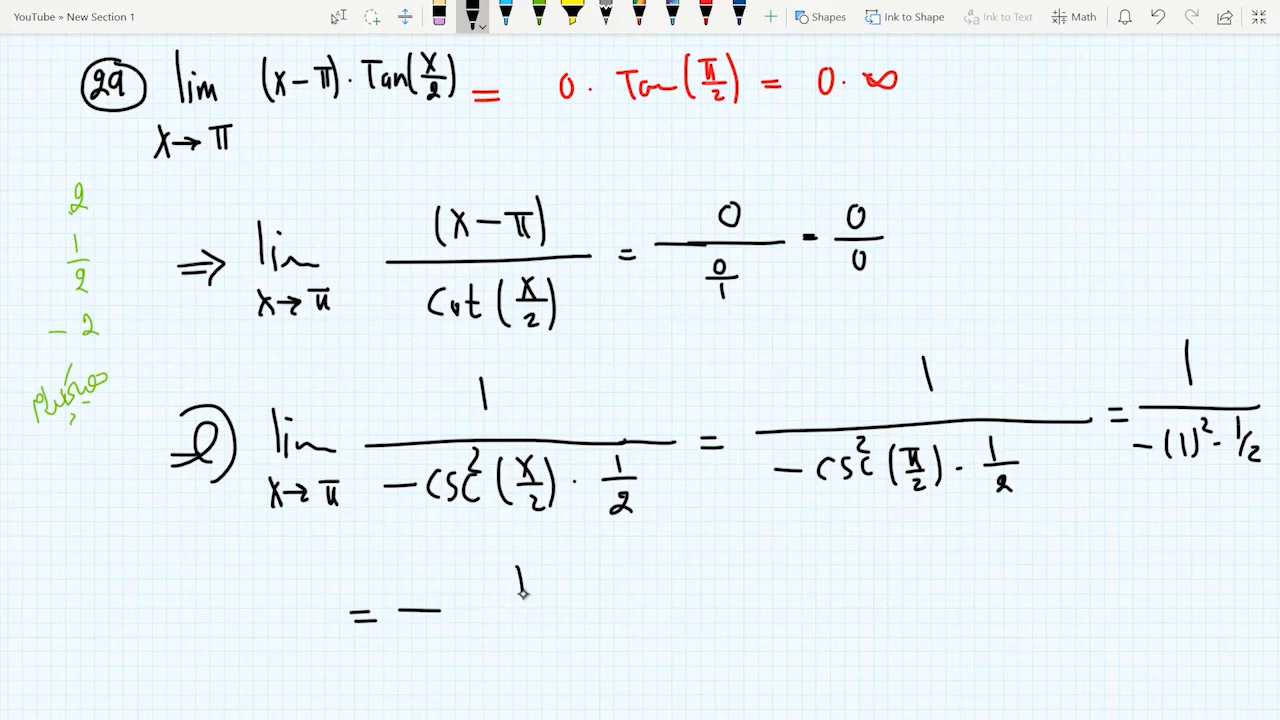 YouTube » New Section 1
Shapes Ink to Shape Ink to Text Math
29 lim x→π (x−π)·Tan(x/2) = 0. Tan(π/2) = 0.∞
2
1/2
−2
⇒ lim x→π (x−π)/Cot(x/2) = 0/(0/1) = 0/0
lim x→π 1/(−csc²(x/2)·1/2) = 1/(−csc²(π/2)·1/2) = 1/(−(1)²·1/2)
= − 1